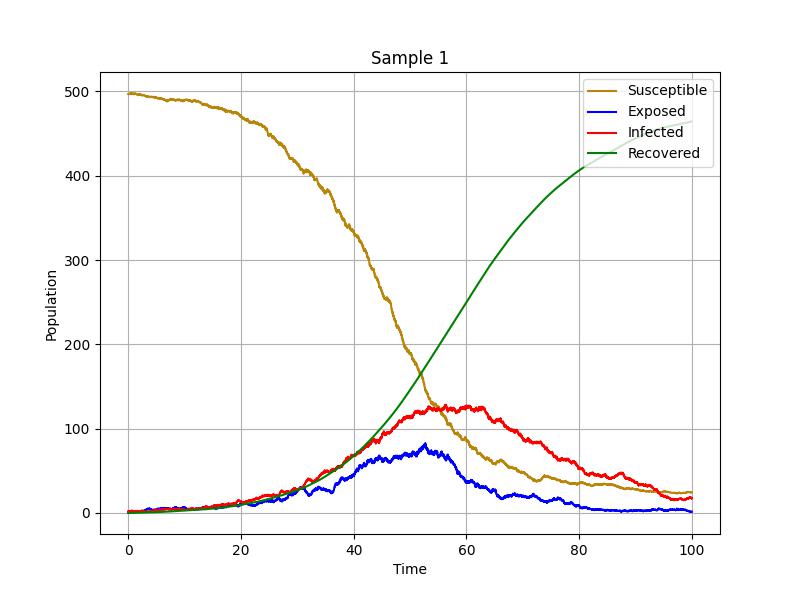 Sample 1
Susceptible
Exposed
Infected
Recovered
500
400
300
200
100
0
Population
0 20 40 60 80 100
Time